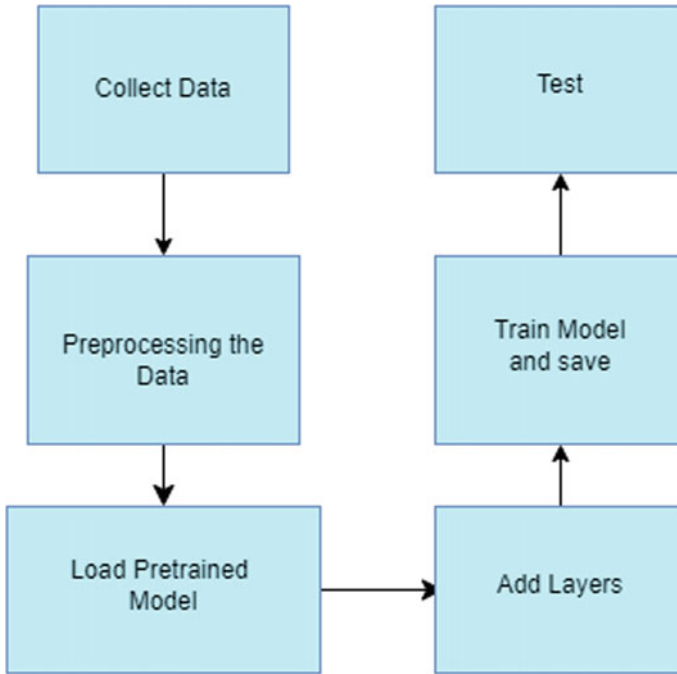 Collect Data
Preprocessing the
Data
Load Pretrained
Model
Add Layers
Train Model
and save
Test